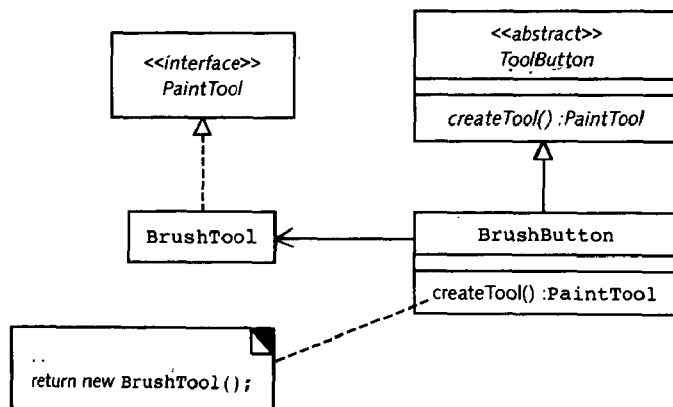 <<interface>>
PaintTool
<<abstract>>
ToolButton
createTool() :PaintTool
BrushTool
BrushButton
createTool() :PaintTool
..
return new BrushTool();